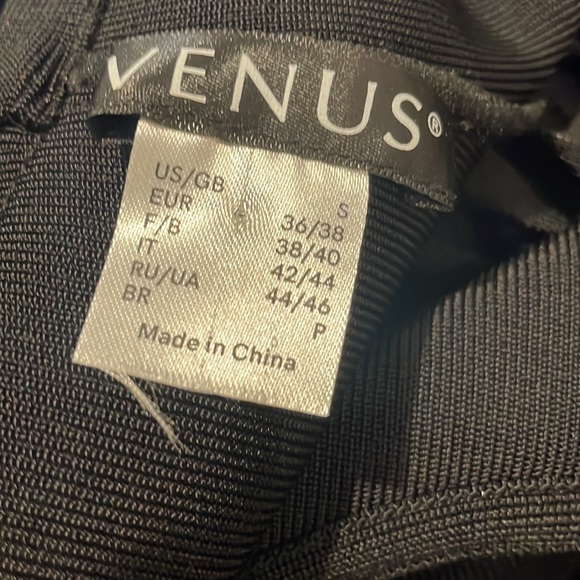 VENUS®
US/GB S
EUR 36/38
F/B 38/40
IT 42/44
RU/UA 44/46
BR P
Made in China